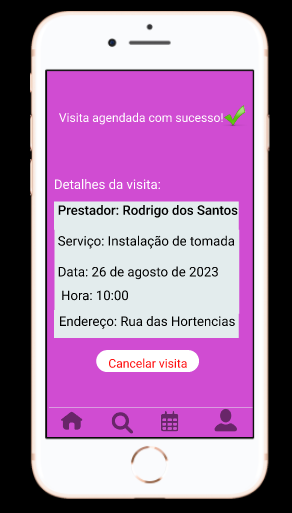 Visita agendada com sucesso!
Detalhes da visita:
Prestador: Rodrigo dos Santos
Serviço: Instalação de tomada
Data: 26 de agosto de 2023
Hora: 10:00
Endereço: Rua das Hortencias
Cancelar visita